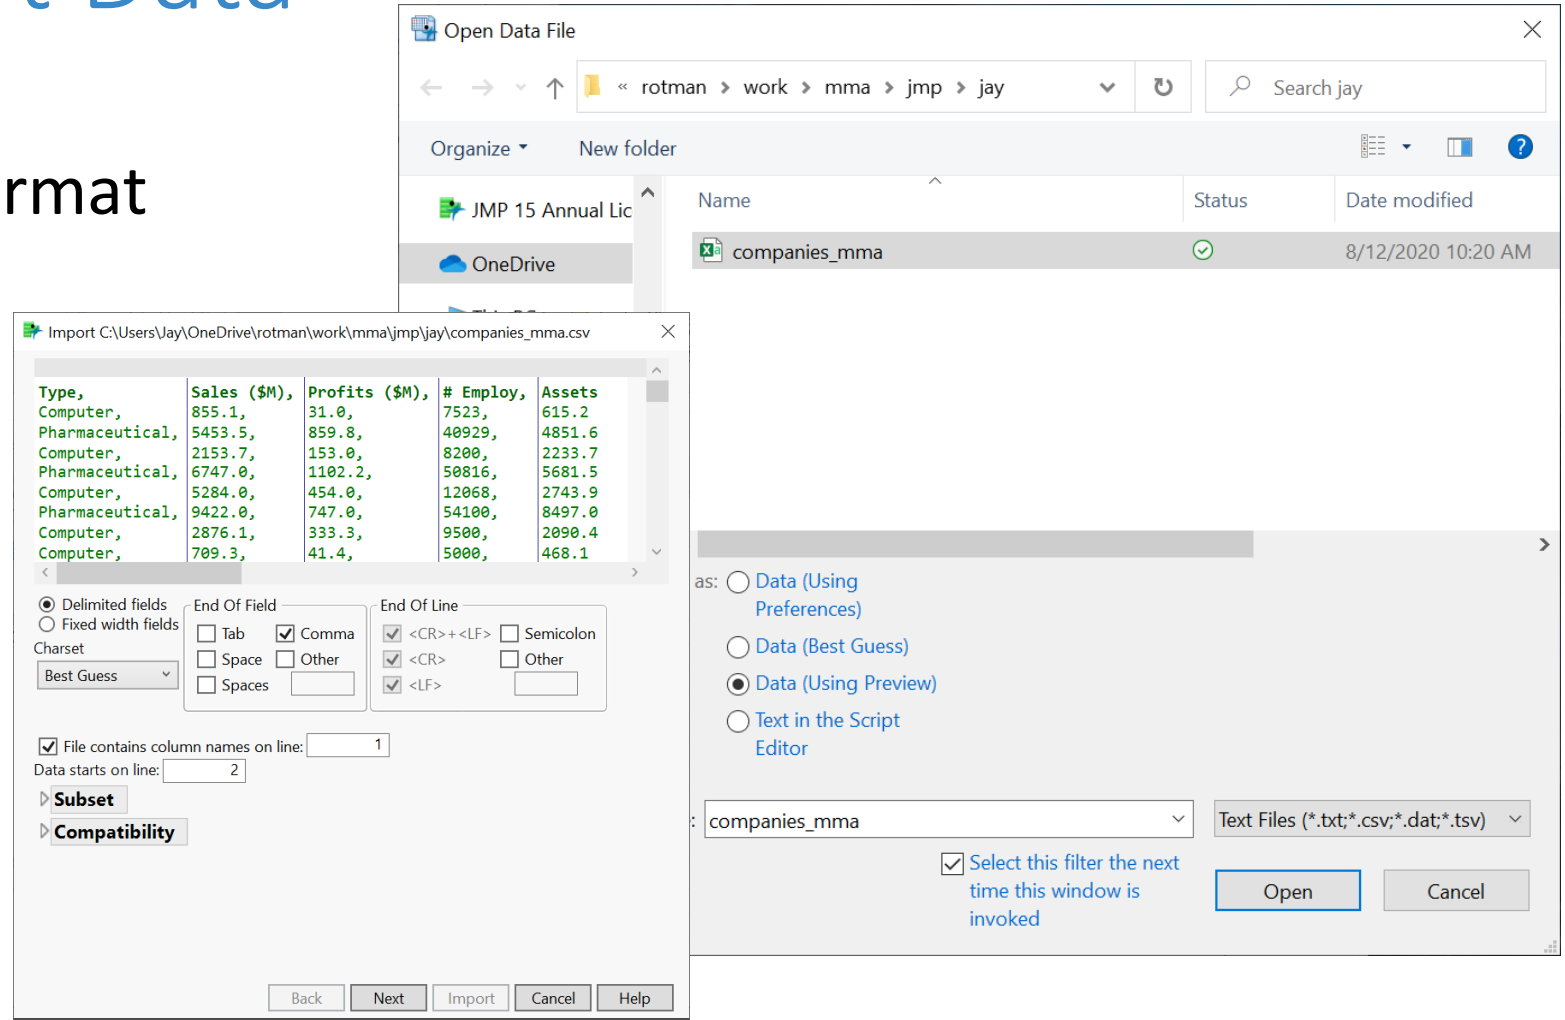 t Data
rmat
Open Data File
« rotman > work > mma > jmp > jay
Search jay
Organize
New folder
?
JMP 15 Annual Lic
OneDrive
Name
Status
Date modified
companies_mma
8/12/2020 10:20 AM
as:
Data (Using
Preferences)
Data (Best Guess)
Data (Using Preview)
Text in the Script
Editor
: companies_mma
Text Files (*.txt;*.csv;*.dat;*.tsv)
Select this filter the next
time this window is
invoked
Open
Cancel
Import C:\Users\Jay\OneDrive\rotman\work\mma\jmp\jay\companies_mma.csv
Type, Sales ($M), Profits ($M), # Employ, Assets
Computer, 855.1, 31.0, 7523, 615.2
Pharmaceutical, 5453.5, 859.8, 40929, 4851.6
Computer, 2153.7, 153.0, 8200, 2233.7
Pharmaceutical, 6747.0, 1102.2, 50816, 5681.5
Computer, 5284.0, 454.0, 12068, 2743.9
Pharmaceutical, 9422.0, 747.0, 54100, 8497.0
Computer, 2876.1, 333.3, 9500, 2090.4
Computer, 709.3, 41.4, 5000, 468.1
Delimited fields
Fixed width fields
Charset
Best Guess
End Of Field
Tab
Comma
Space
Other
Spaces
End Of Line
<CR>+<LF>
Semicolon
<CR>
Other
<LF>
File contains column names on line: 1
Data starts on line: 2
Subset
Compatibility
Back
Next
Import
Cancel
Help